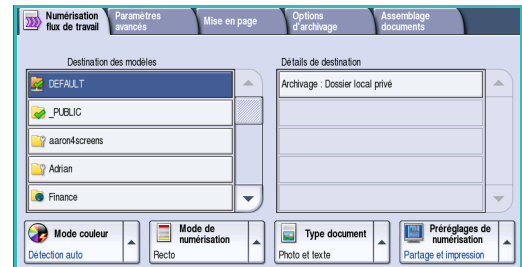 Numérisation
flux de travail
Paramètres
avancés
Mise en page
Options
d'archivage
Assemblage
documents
Destination des modèles
Détails de destination
DEFAULT
Archivage : Dossier local privé
_PUBLIC
aaron4screens
Adrian
Finance
Mode couleur
Détection auto
Mode de
numérisation
Recto
Type document
Photo et texte
Préréglages de
numérisation
Partage et impression